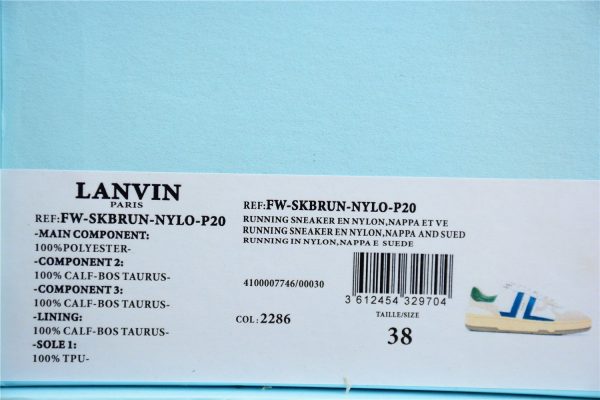 LANVIN
PARIS
REF:FW-SKBRUN-NYLO-P20
-MAIN COMPONENT:
100%POLYESTER-
-COMPONENT 2:
100% CALF-BOS TAURUS-
-COMPONENT 3:
100% CALF-BOS TAURUS-
-LINING:
100% CALF-BOS TAURUS-
-SOLE 1:
100% TPU-
REF:FW-SKBRUN-NYLO-P20
RUNNING SNEAKER EN NYLON,NAPPA ET VE
RUNNING SNEAKER EN NYLON,NAPPA AND SUED
RUNNING IN NYLON,NAPPA E SUEDE
4100007746/00030
3 612454 329704
COL:2286
TAILLE/SIZE
38